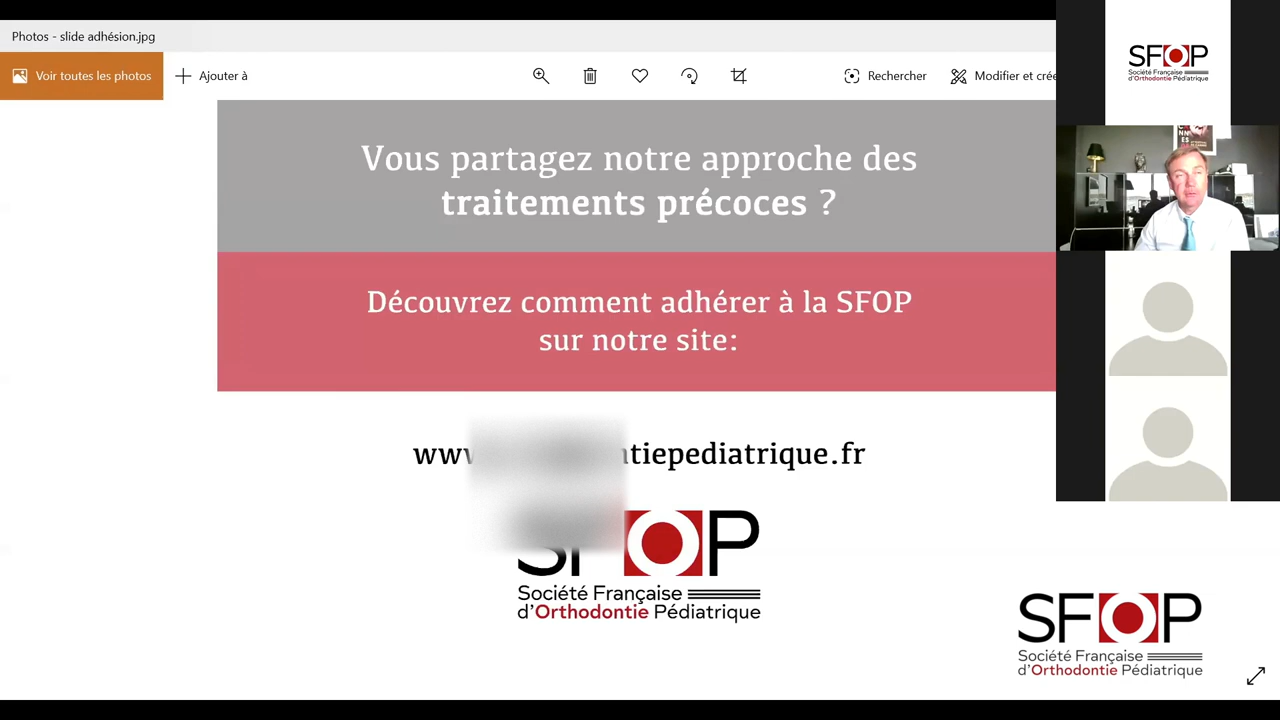 Photos - slide adhésion.jpg
Voir toutes les photos
Ajouter à
Rechercher
Modifier et crée
Vous partagez notre approche des
traitements précoces ?
Découvrez comment adhérer à la SFOP
sur notre site:
tiepediatrique.fr
SFOP
Société Française
d'Orthodontie Pédiatrique
SFOP
Société Française
d'Orthodontie Pédiatrique
SFOP
Société Française
d'Orthodontie Pédiatrique